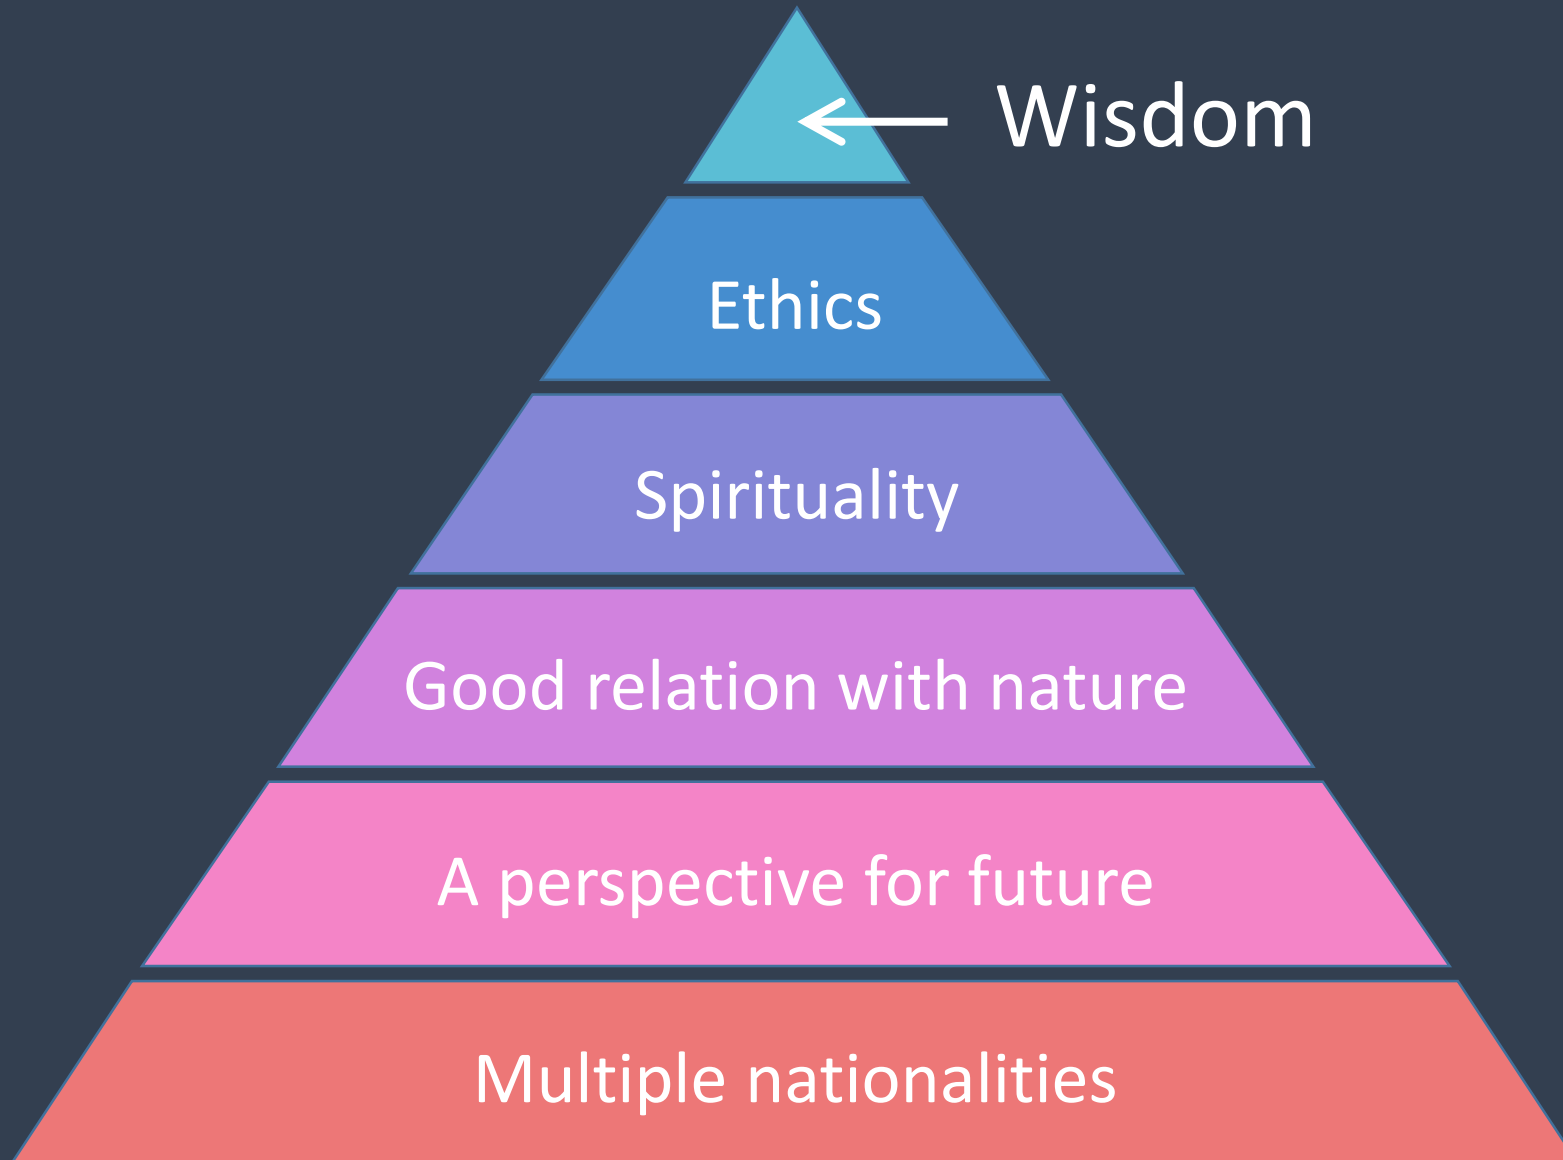 Wisdom
Ethics
Spirituality
Good relation with nature
A perspective for future
Multiple nationalities